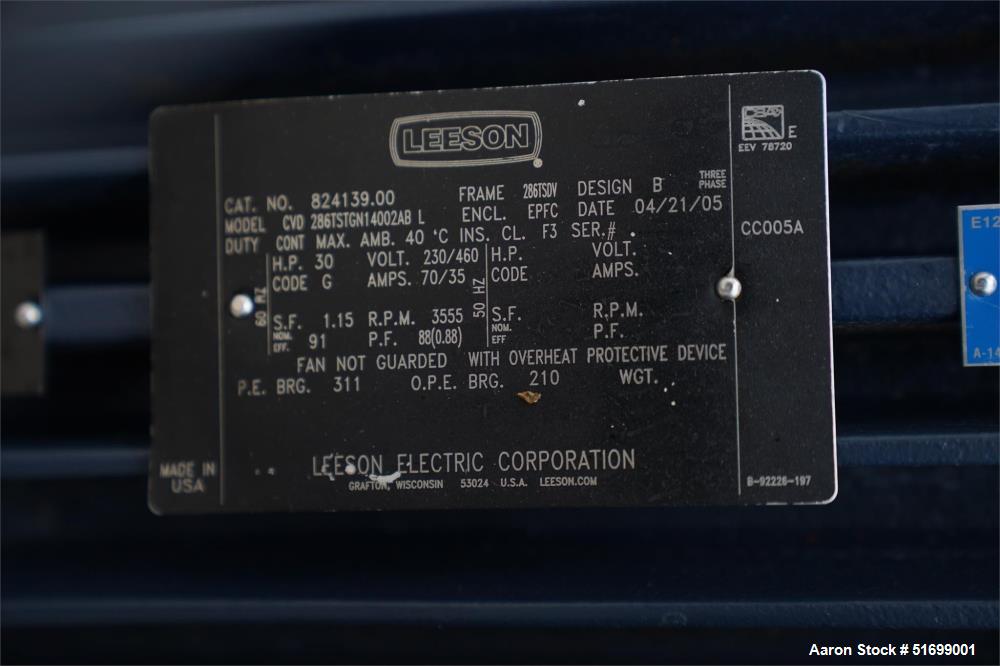 LEESON
CSA E
EEV 78720
CAT. NO. 824139.00 FRAME 286TSDV DESIGN B THREE PHASE
MODEL CVD 286TSTGN14002AB L ENCL. EPFC DATE 04/21/05
DUTY CONT MAX. AMB. 40 °C INS. CL. F3 SER.#
CC005A
60 HZ
H.P. 30 VOLT. 230/460
CODE G AMPS. 70/35
S.F. 1.15 R.P.M. 3555
NOM. EFF. 91 P.F. 88(0.88)
50 HZ
H.P. VOLT.
CODE AMPS.
S.F. R.P.M.
NOM. EFF P.F.
FAN NOT GUARDED WITH OVERHEAT PROTECTIVE DEVICE
P.E. BRG. 311 O.P.E. BRG. 210 WGT.
LEESON ELECTRIC CORPORATION
GRAFTON, WISCONSIN 53024 U.S.A. LEESON.COM
MADE IN
USA
B-92226-197
E12
A-14
Aaron Stock # 51699001